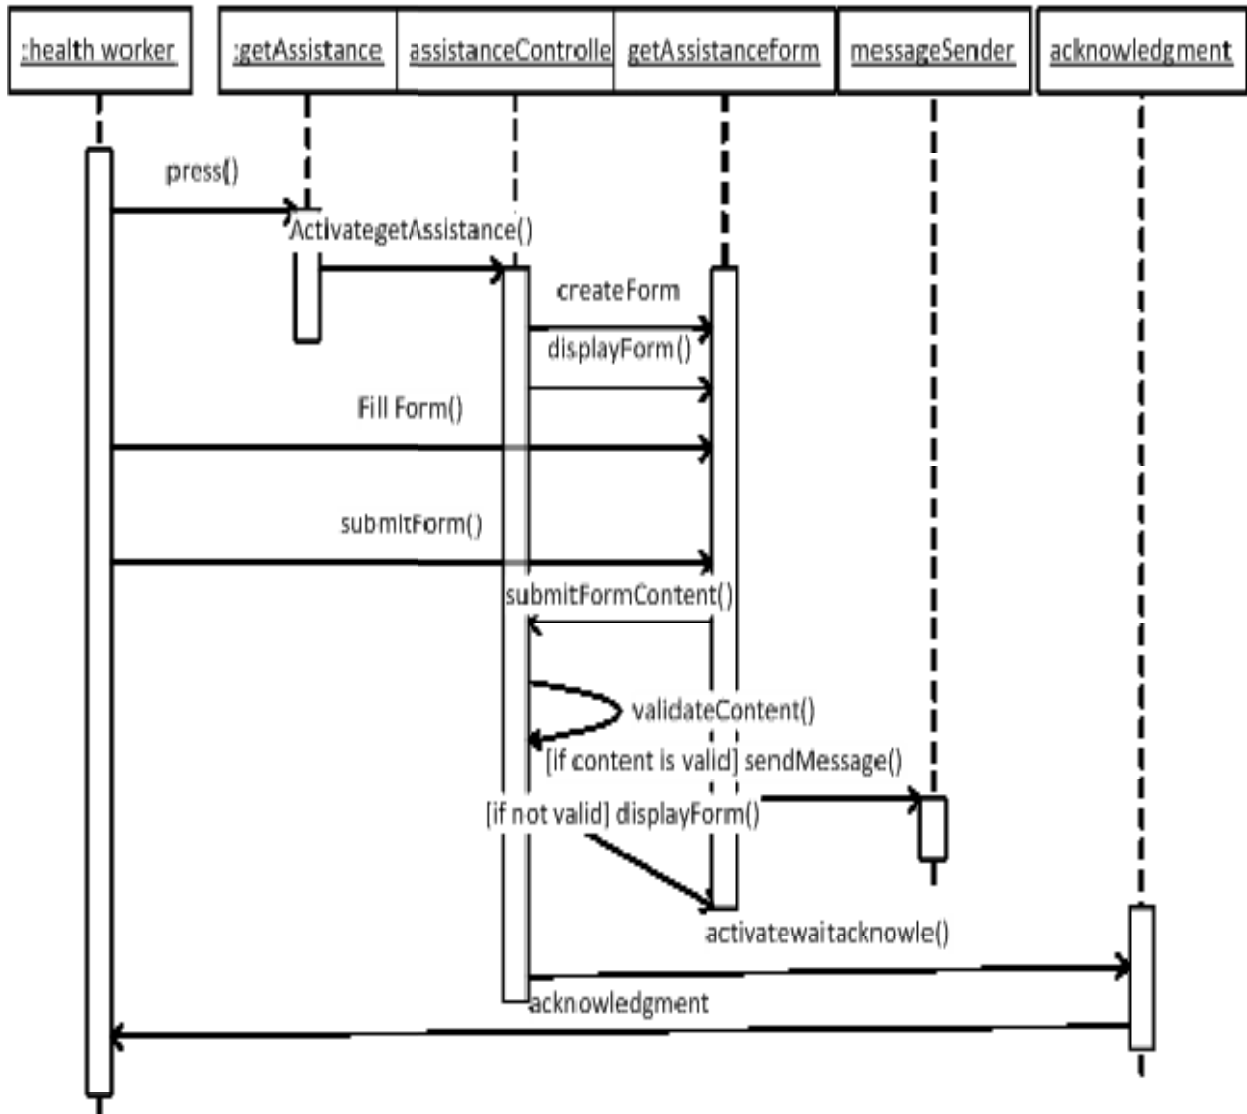 :health worker
:getAssistance
assistanceControlle
getAssistanceform
messageSender
acknowledgment
press()
ActivategetAssistance()
createForm
displayForm()
Fill Form()
submitForm()
submitFormContent()
validateContent()
[if content is valid] sendMessage()
[if not valid] displayForm()
activatewaitacknowle()
acknowledgment